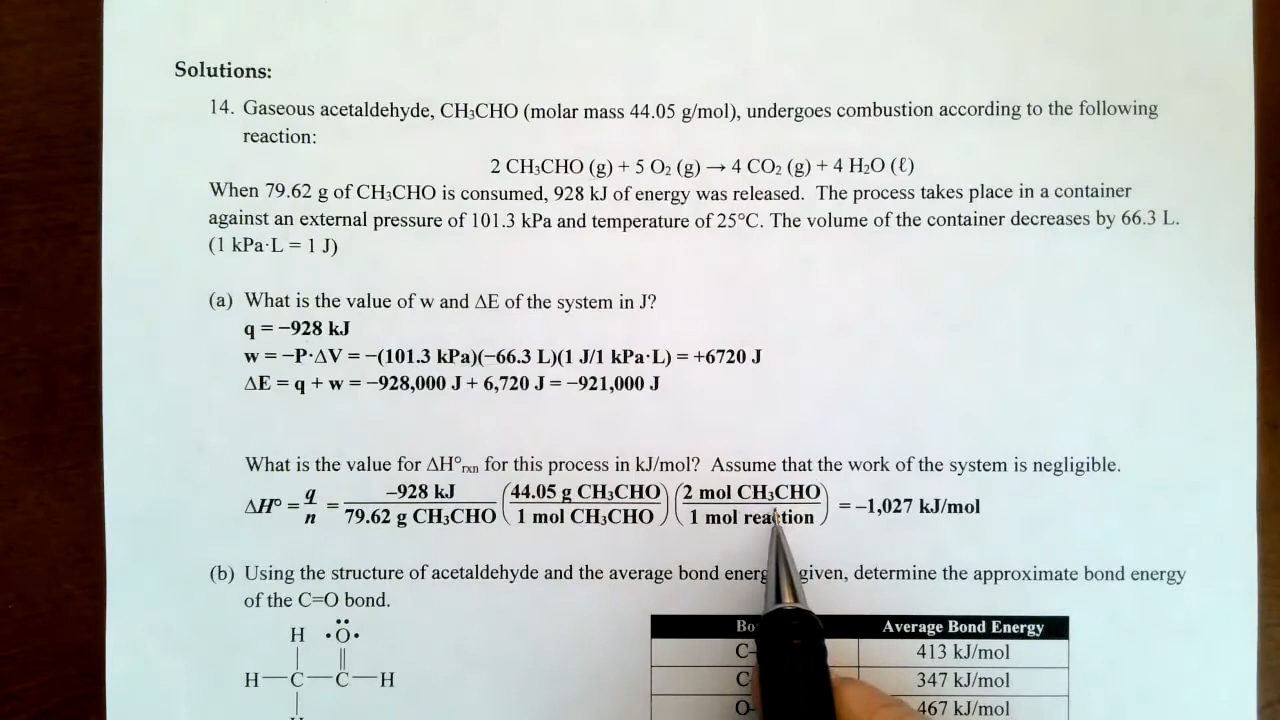 Solutions:
14. Gaseous acetaldehyde, CH₃CHO (molar mass 44.05 g/mol), undergoes combustion according to the following
reaction:
2 CH₃CHO (g) + 5 O₂ (g) → 4 CO₂ (g) + 4 H₂O (ℓ)
When 79.62 g of CH₃CHO is consumed, 928 kJ of energy was released. The process takes place in a container
against an external pressure of 101.3 kPa and temperature of 25°C. The volume of the container decreases by 66.3 L.
(1 kPa·L = 1 J)
(a) What is the value of w and ΔE of the system in J?
q = −928 kJ
w = −P·ΔV = −(101.3 kPa)(−66.3 L)(1 J/1 kPa·L) = +6720 J
ΔE = q + w = −928,000 J + 6,720 J = −921,000 J
What is the value for ΔH°rxn for this process in kJ/mol? Assume that the work of the system is negligible.
ΔH° = q/n = −928 kJ / 79.62 g CH₃CHO (44.05 g CH₃CHO / 1 mol CH₃CHO) (2 mol CH₃CHO / 1 mol reaction) = −1,027 kJ/mol
(b) Using the structure of acetaldehyde and the average bond given, determine the approximate bond energy
of the C=O bond.
H O
H—C—C—H
Average Bond Energy
C- 413 kJ/mol
C 347 kJ/mol
O- 467 kJ/mol